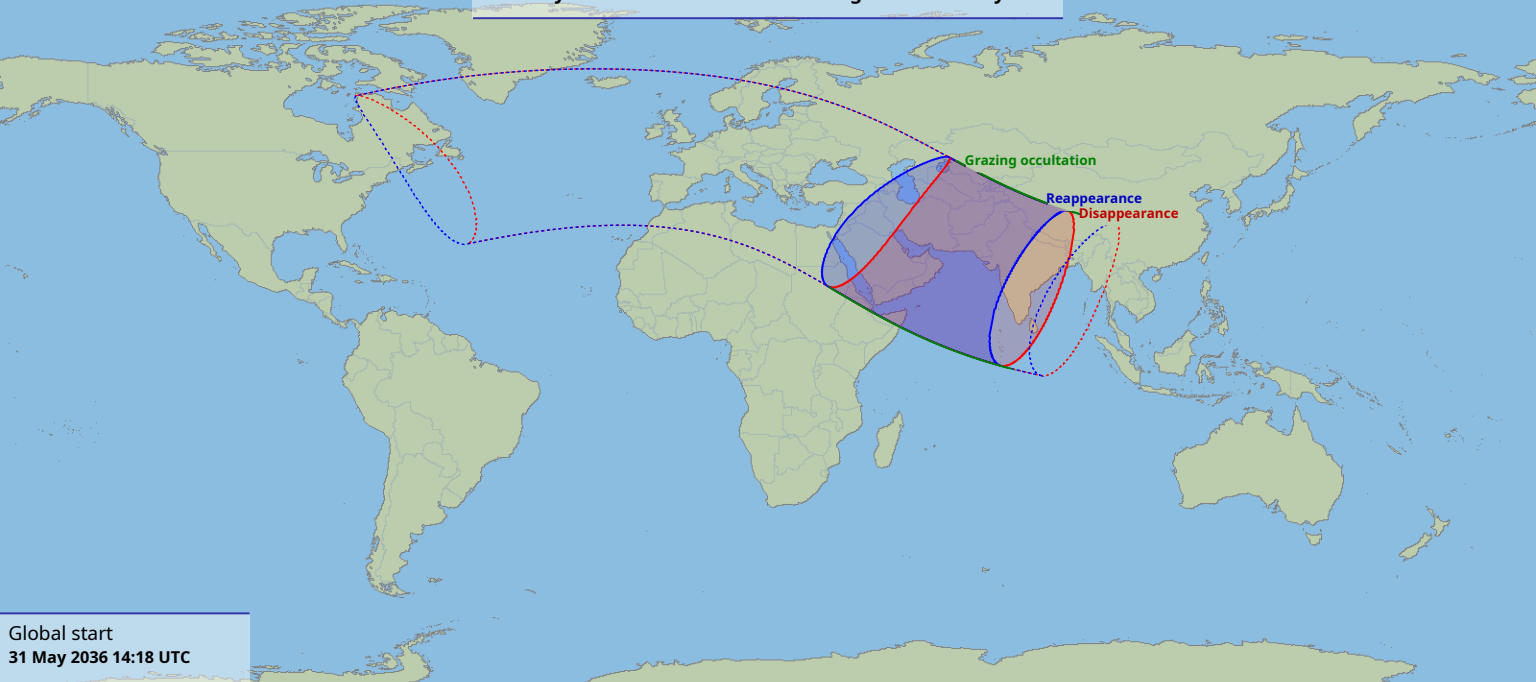 Grazing occultation
Reappearance
Disappearance
Global start
31 May 2036 14:18 UTC